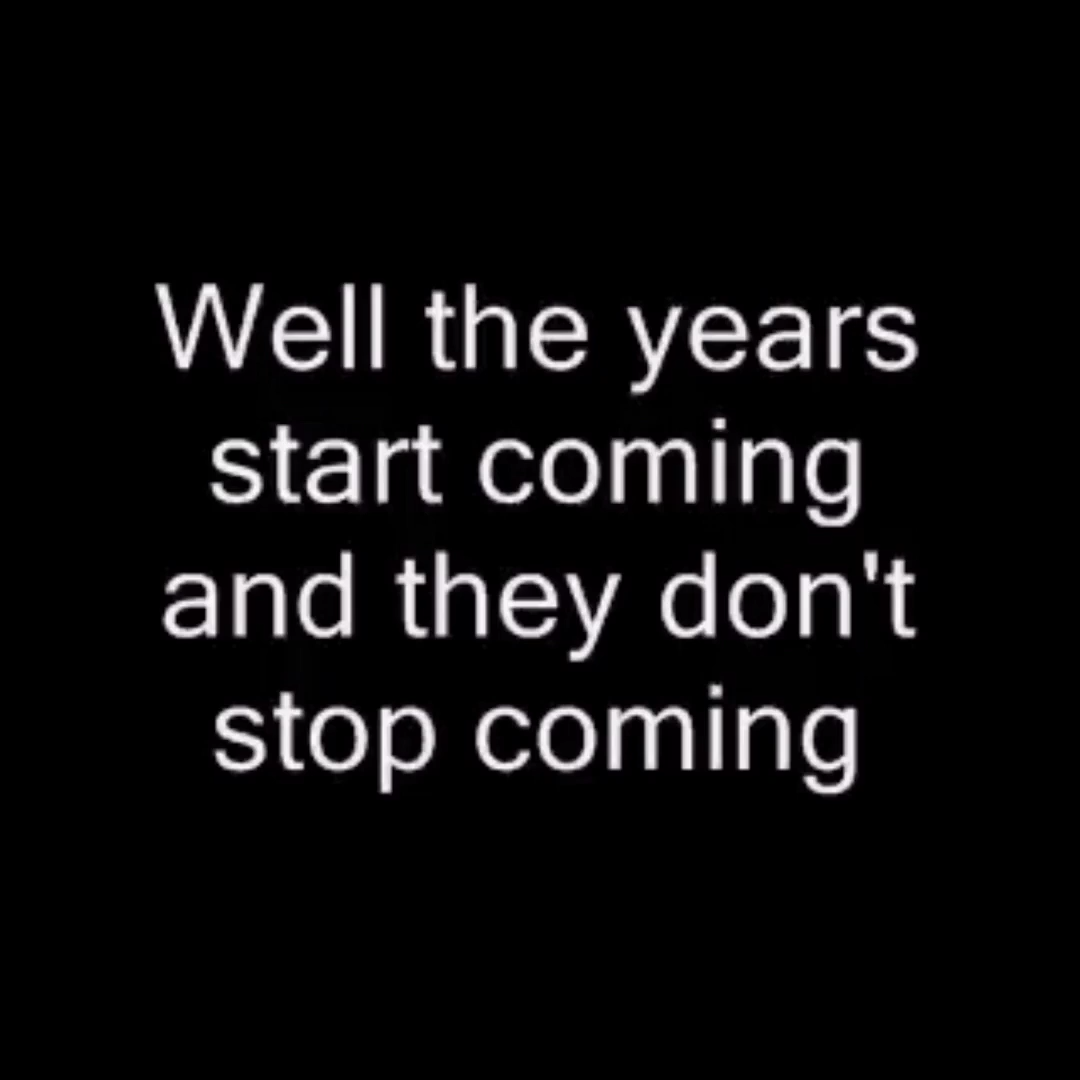 Well the years
start coming
and they don't
stop coming